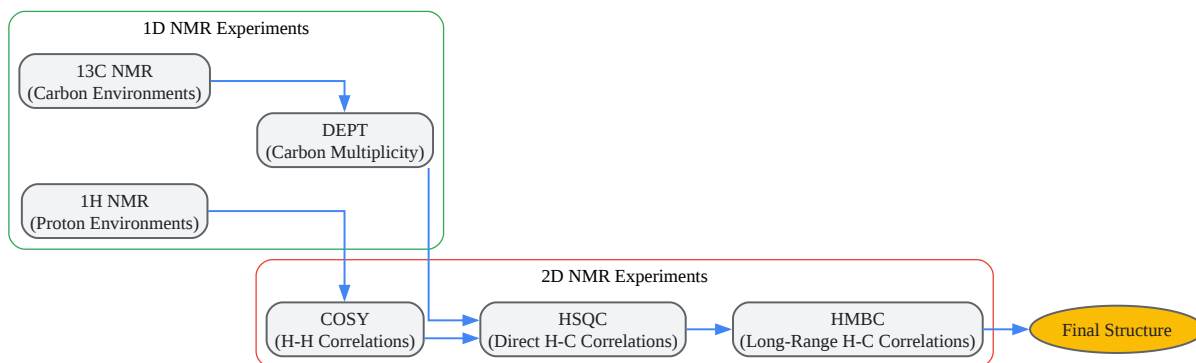 1D NMR Experiments
13C NMR
(Carbon Environments)
DEPT
(Carbon Multiplicity)
1H NMR
(Proton Environments)
2D NMR Experiments
COSY
(H-H Correlations)
HSQC
(Direct H-C Correlations)
HMBC
(Long-Range H-C Correlations)
Final Structure